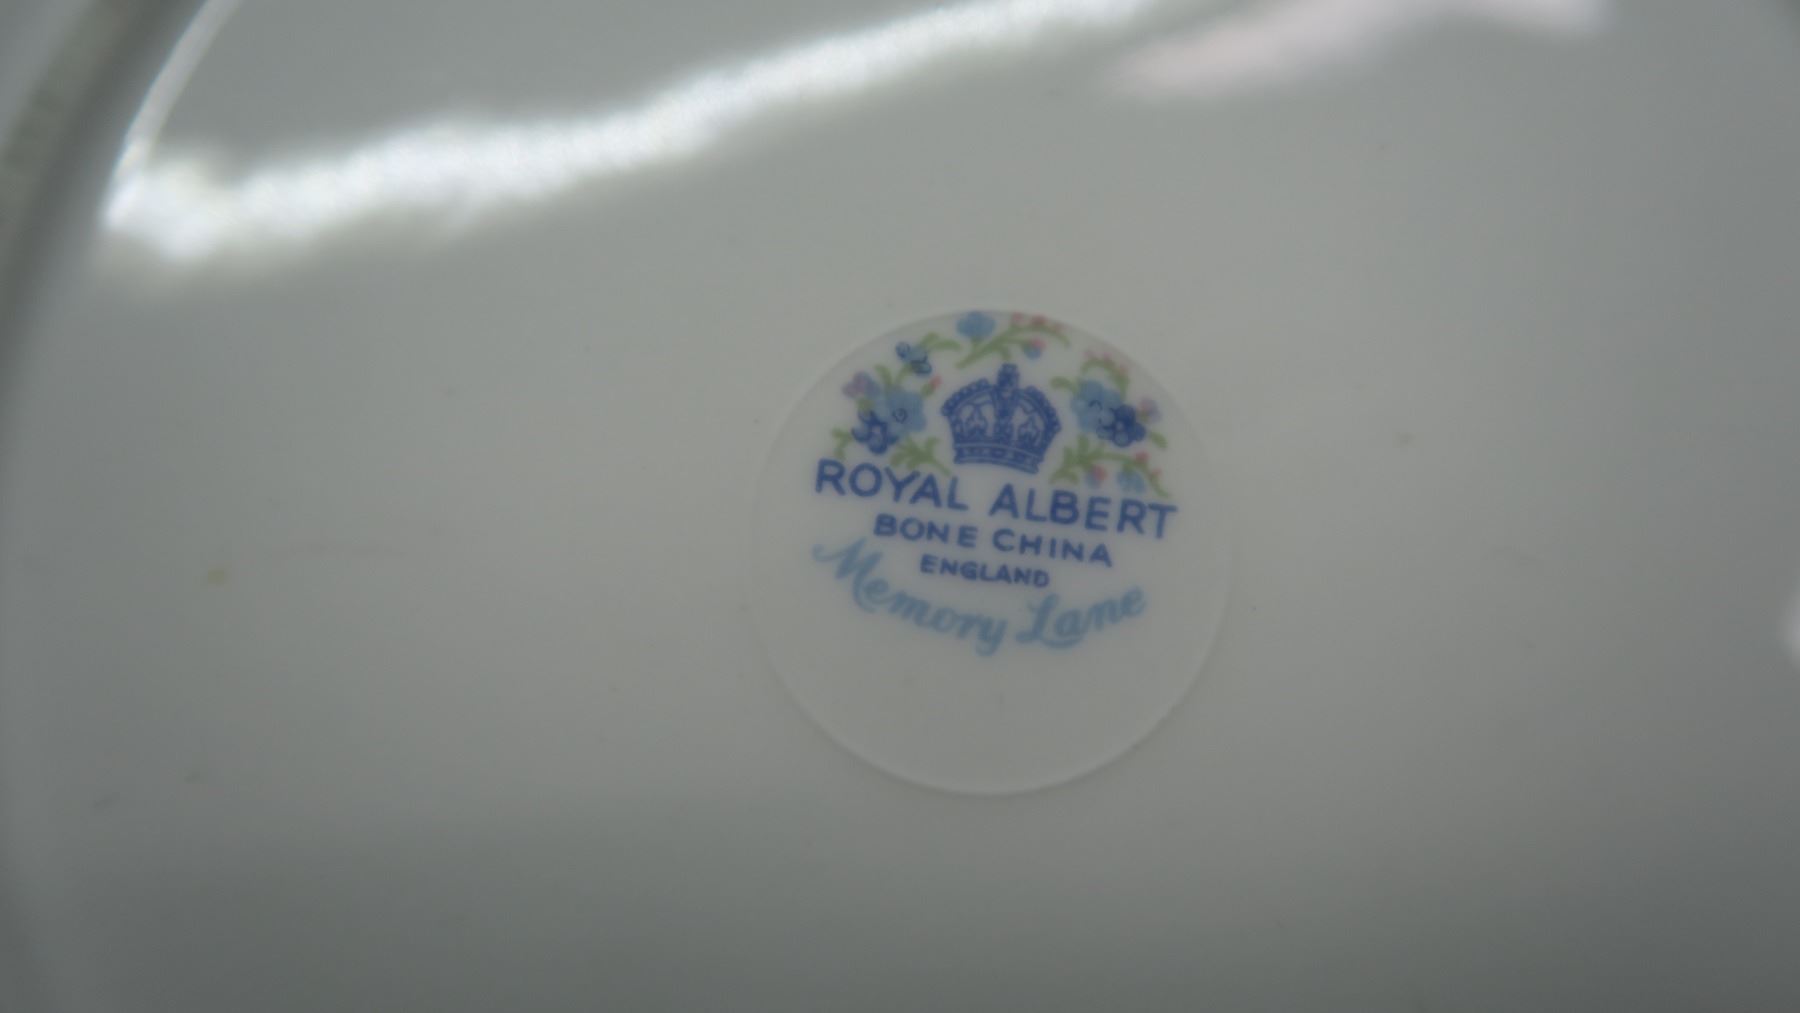 ROYAL ALBERT
BONE CHINA
ENGLAND
Memory Lane